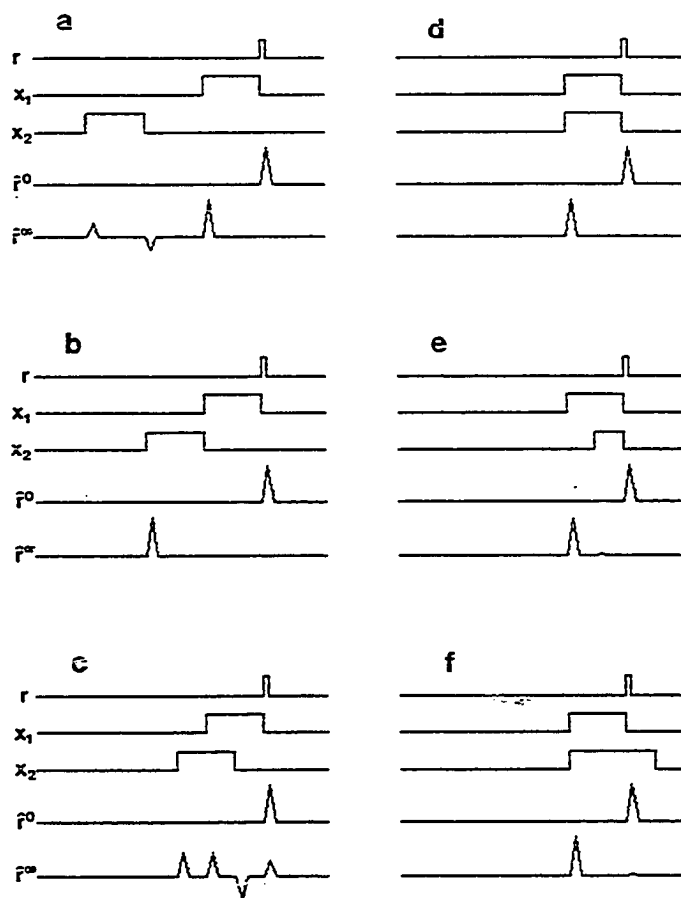 a
r
x₁
x₂
r̂⁰
r̂^∞
b
r
x₁
x₂
r̂⁰
r̂^∞
c
r
x₁
x₂
r̂⁰
r̂^∞
d
e
f